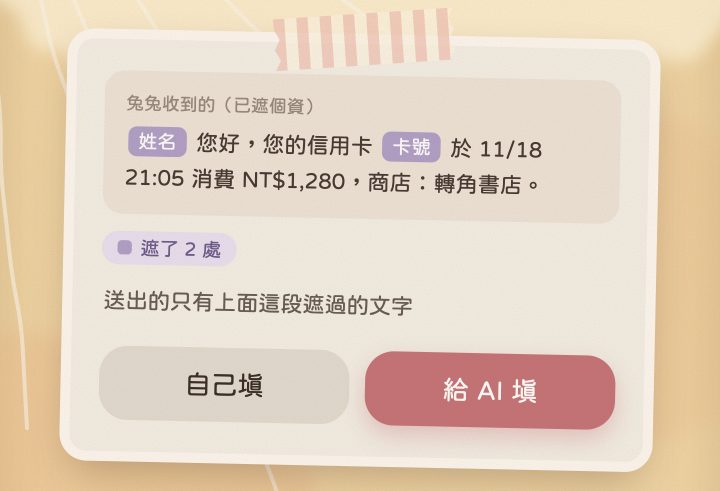 兔兔收到的（已遮個資）
姓名 您好，您的信用卡 卡號 於 11/18
21:05 消費 NT$1,280，商店：轉角書店。
遮了 2 處
送出的只有上面這段遮過的文字
自己填
給 AI 填